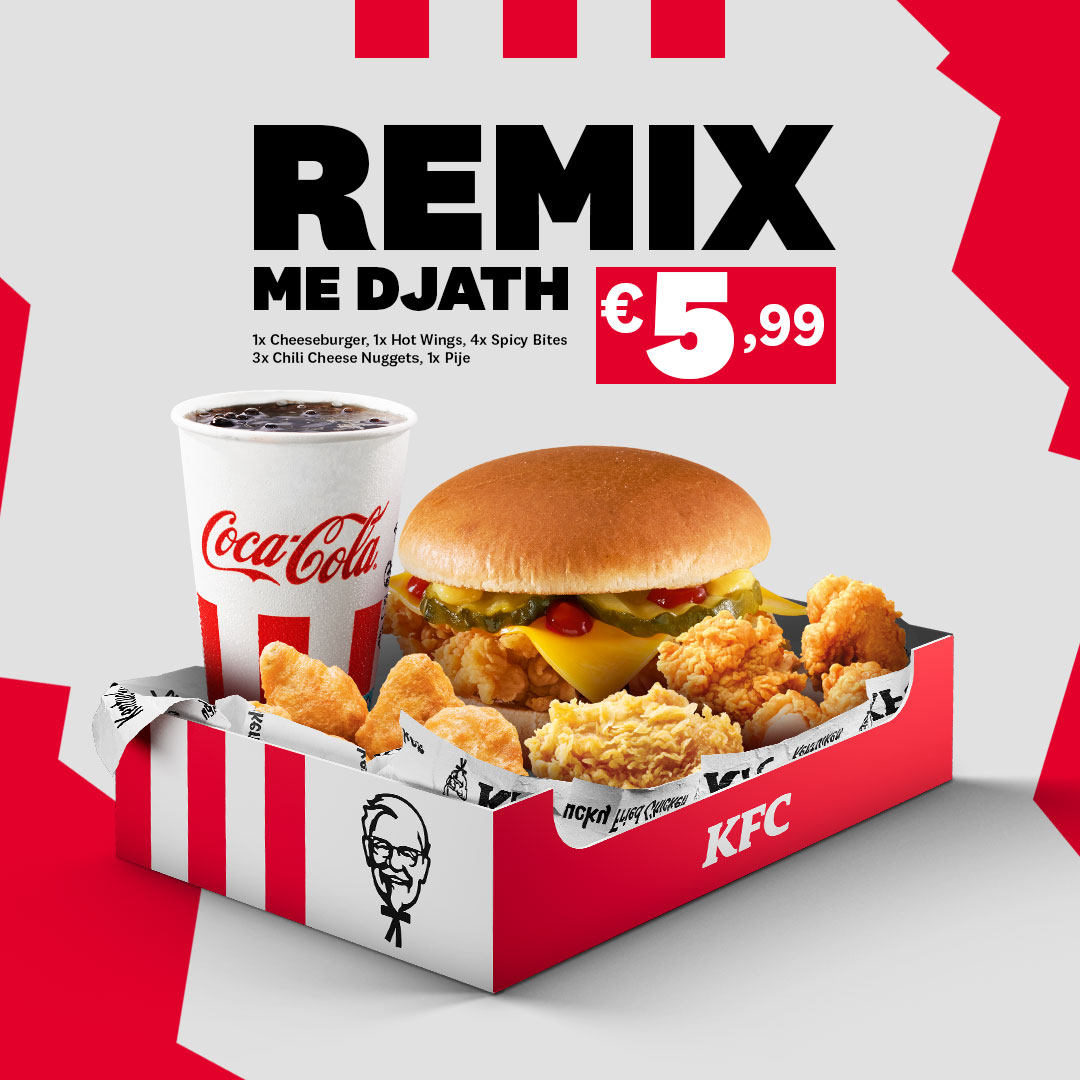 REMIX
ME DJATH
€5,99
1x Cheeseburger, 1x Hot Wings, 4x Spicy Bites
3x Chili Cheese Nuggets, 1x Pije
Coca-Cola
KFC